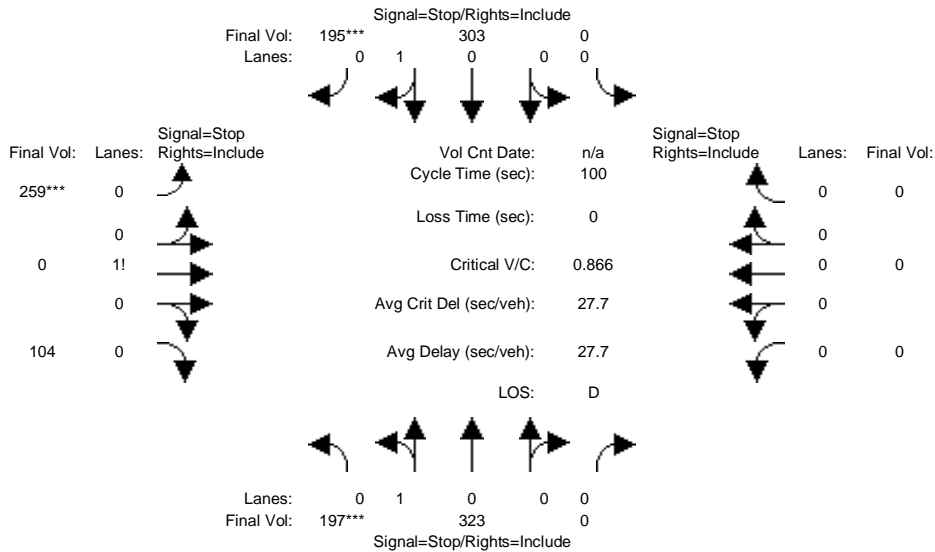 Signal=Stop/Rights=Include
Final Vol: 195*** 303 0
Lanes: 0 1 0 0 0
Signal=Stop Signal=Stop
Final Vol: Lanes: Rights=Include Vol Cnt Date: n/a Rights=Include Lanes: Final Vol:
Cycle Time (sec): 100
259*** 0 0 0
Loss Time (sec): 0
0 0
0 1! Critical V/C: 0.866 0 0
0 Avg Crit Del (sec/veh): 27.7 0
104 0 Avg Delay (sec/veh): 27.7 0 0
LOS: D
Lanes: 0 1 0 0 0
Final Vol: 197*** 323 0
Signal=Stop/Rights=Include